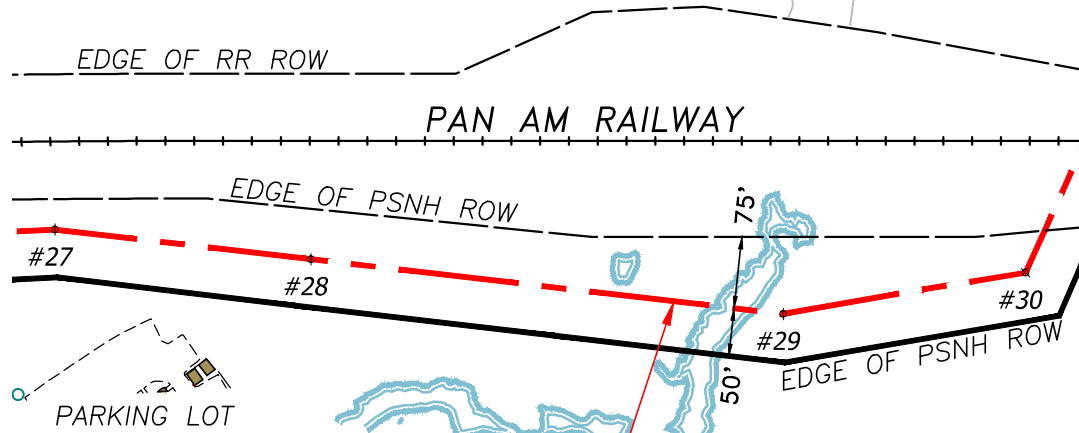 EDGE OF RR ROW
PAN AM RAILWAY
EDGE OF PSNH ROW
75'
#27
#28
#29
#30
50'
EDGE OF PSNH ROW
PARKING LOT